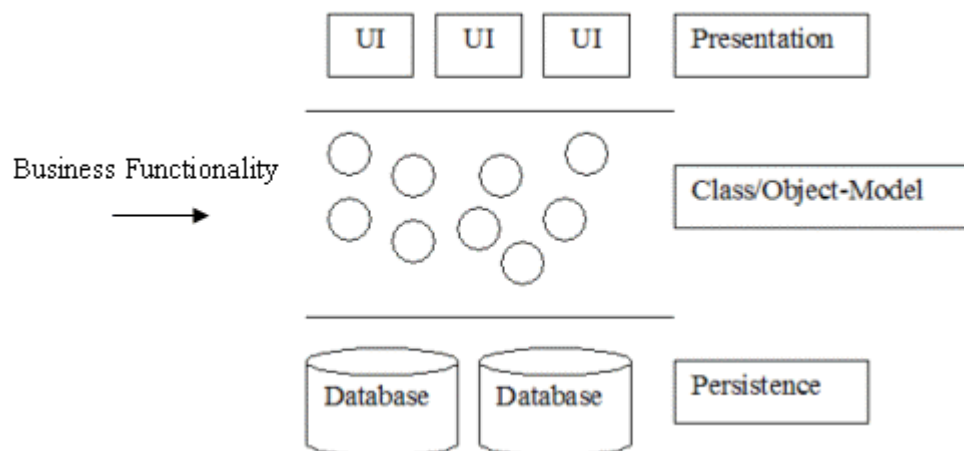 UI UI UI Presentation
Business Functionality
Class/Object-Model
Database Database Persistence